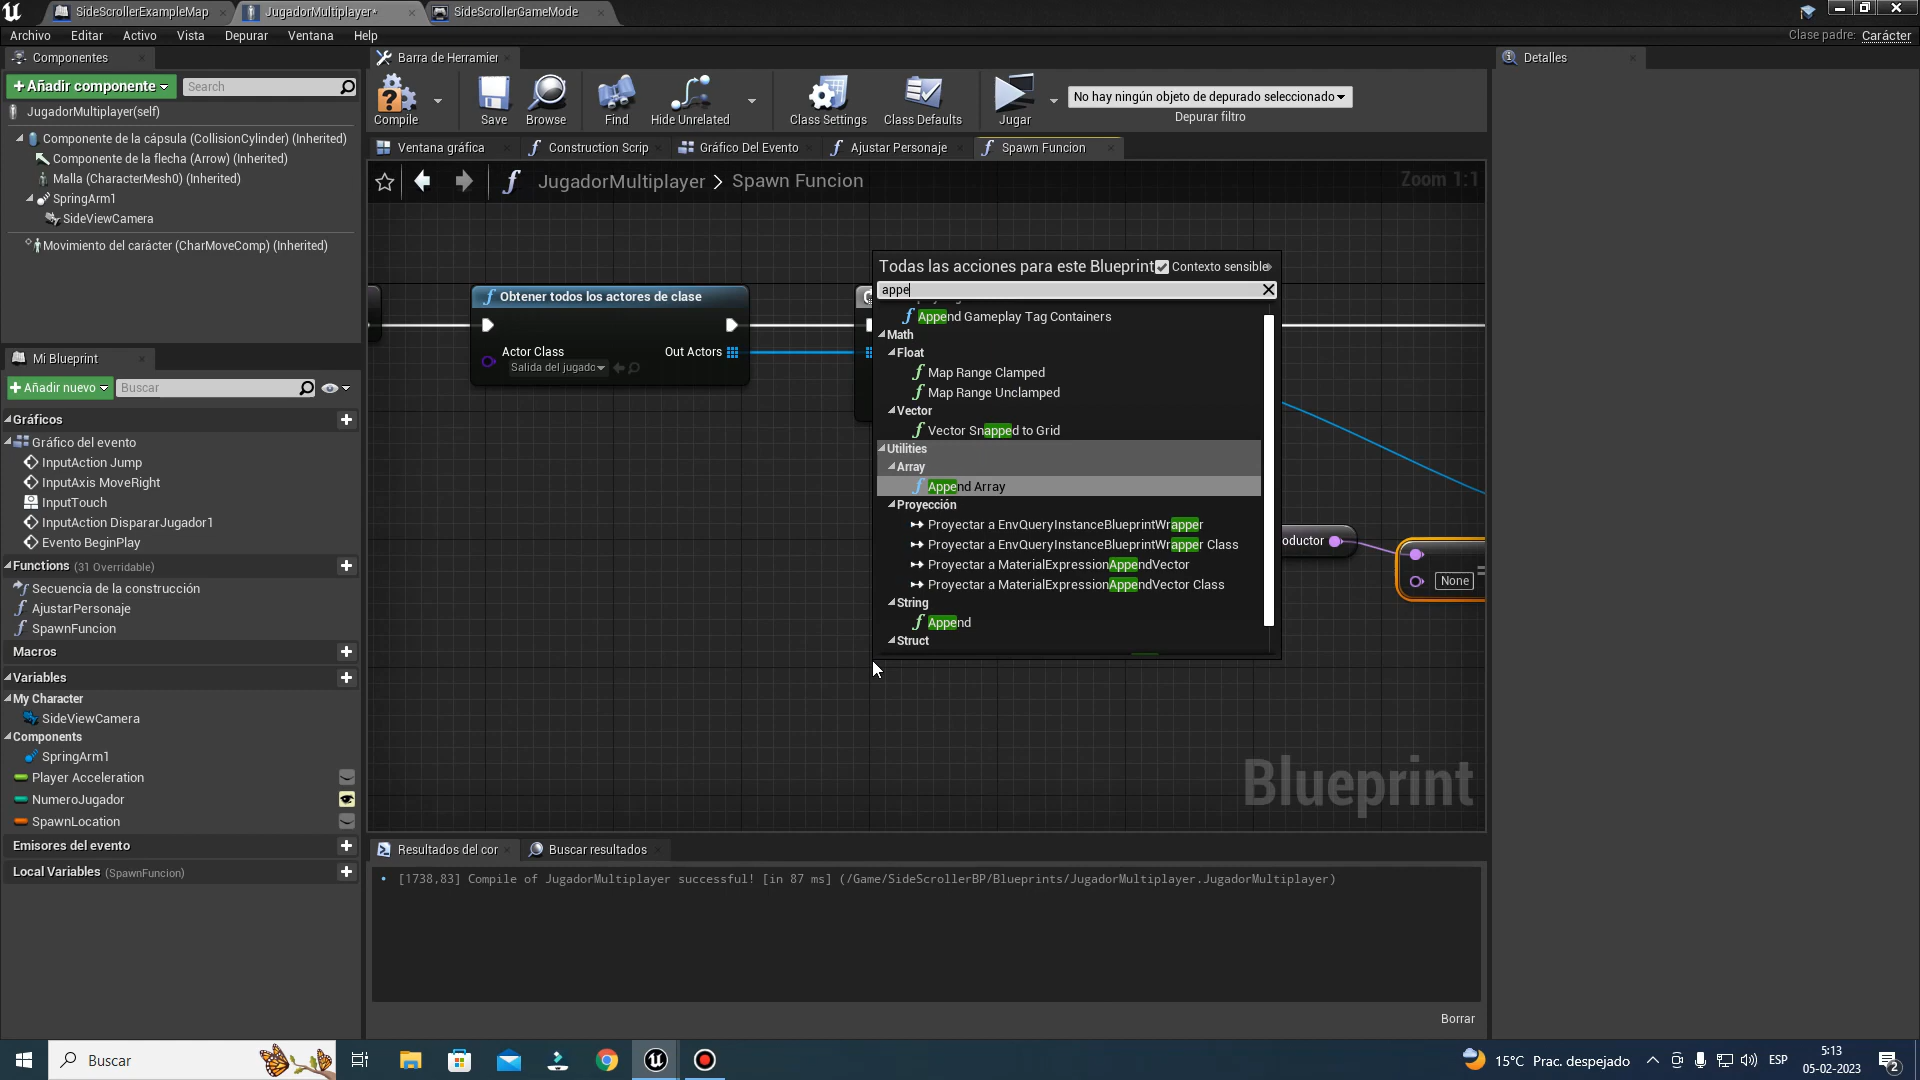 SideScrollerExampleMap
JugadorMultiplayer*
SideScrollerGameMode
Archivo Editar Activo Vista Depurar Ventana Help
Clase padre: Carácter
Componentes
Barra de Herramier
Detalles
+Añadir componente
Search
JugadorMultiplayer(self)
Componente de la cápsula (CollisionCylinder) (Inherited)
Componente de la flecha (Arrow) (Inherited)
Malla (CharacterMesh0) (Inherited)
SpringArm1
SideViewCamera
Movimiento del carácter (CharMoveComp) (Inherited)
Compile Save Browse Find Hide Unrelated Class Settings Class Defaults Jugar
No hay ningún objeto de depurado seleccionado
Depurar filtro
Ventana gráfica
Construction Scrip
Gráfico Del Evento
Ajustar Personaje
Spawn Funcion
JugadorMultiplayer > Spawn Funcion
Zoom 1:1
Obtener todos los actores de clase
Actor Class
Out Actors
Salida del jugado
Todas las acciones para este Blueprint
Contexto sensible
appe
Append Gameplay Tag Containers
Math
Float
Map Range Clamped
Map Range Unclamped
Vector
Vector Snapped to Grid
Utilities
Array
Append Array
Proyección
Proyectar a EnvQueryInstanceBlueprintWrapper
Proyectar a EnvQueryInstanceBlueprintWrapper Class
Proyectar a MaterialExpressionAppendVector
Proyectar a MaterialExpressionAppendVector Class
String
Append
Struct
oductor
None
=
Blueprint
Mi Blueprint
+Añadir nuevo
Buscar
Gráficos
Gráfico del evento
InputAction Jump
InputAxis MoveRight
InputTouch
InputAction DispararJugador1
Evento BeginPlay
Functions (31 Overridable)
Secuencia de la construcción
AjustarPersonaje
SpawnFuncion
Macros
Variables
My Character
SideViewCamera
Components
SpringArm1
Player Acceleration
NumeroJugador
SpawnLocation
Emisores del evento
Local Variables (SpawnFuncion)
Resultados del cor
Buscar resultados
[1738,83] Compile of JugadorMultiplayer successful! [in 87 ms] (/Game/SideScrollerBP/Blueprints/JugadorMultiplayer.JugadorMultiplayer)
Borrar
Buscar
15°C Prac. despejado
ESP
5:13
05-02-2023
2